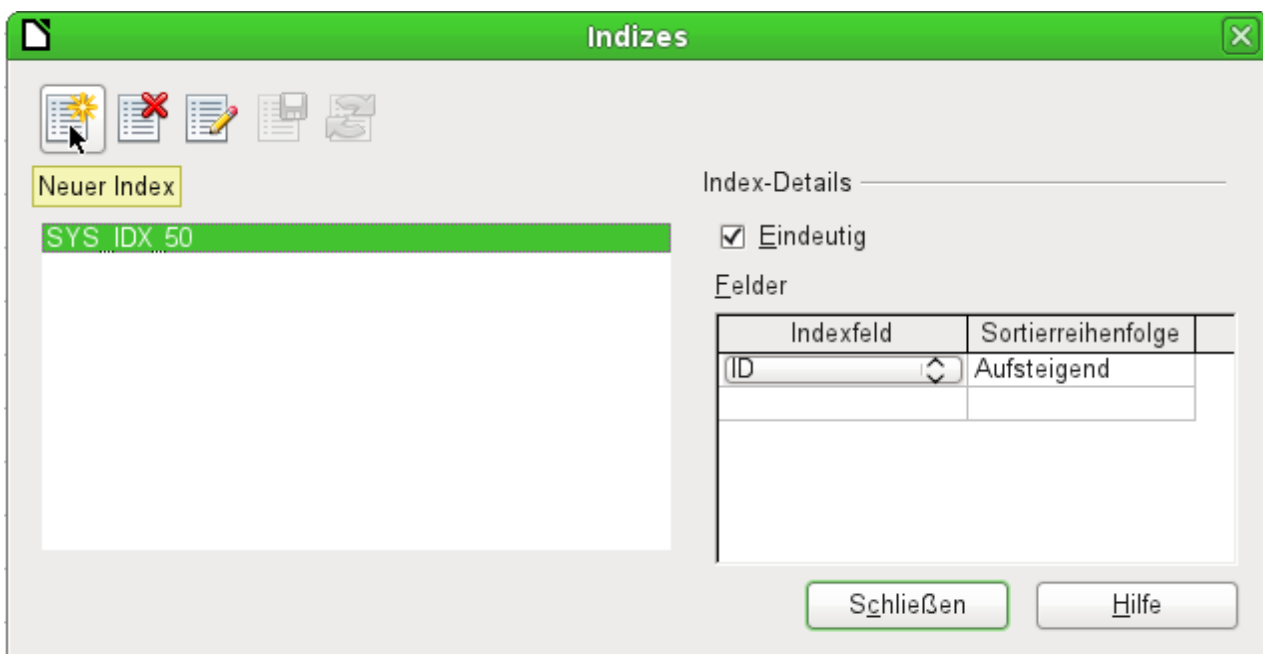 Indizes
Neuer Index
SYS_IDX_50
Index-Details
Eindeutig
Felder
Indexfeld Sortierreihenfolge
ID Aufsteigend
Schließen Hilfe